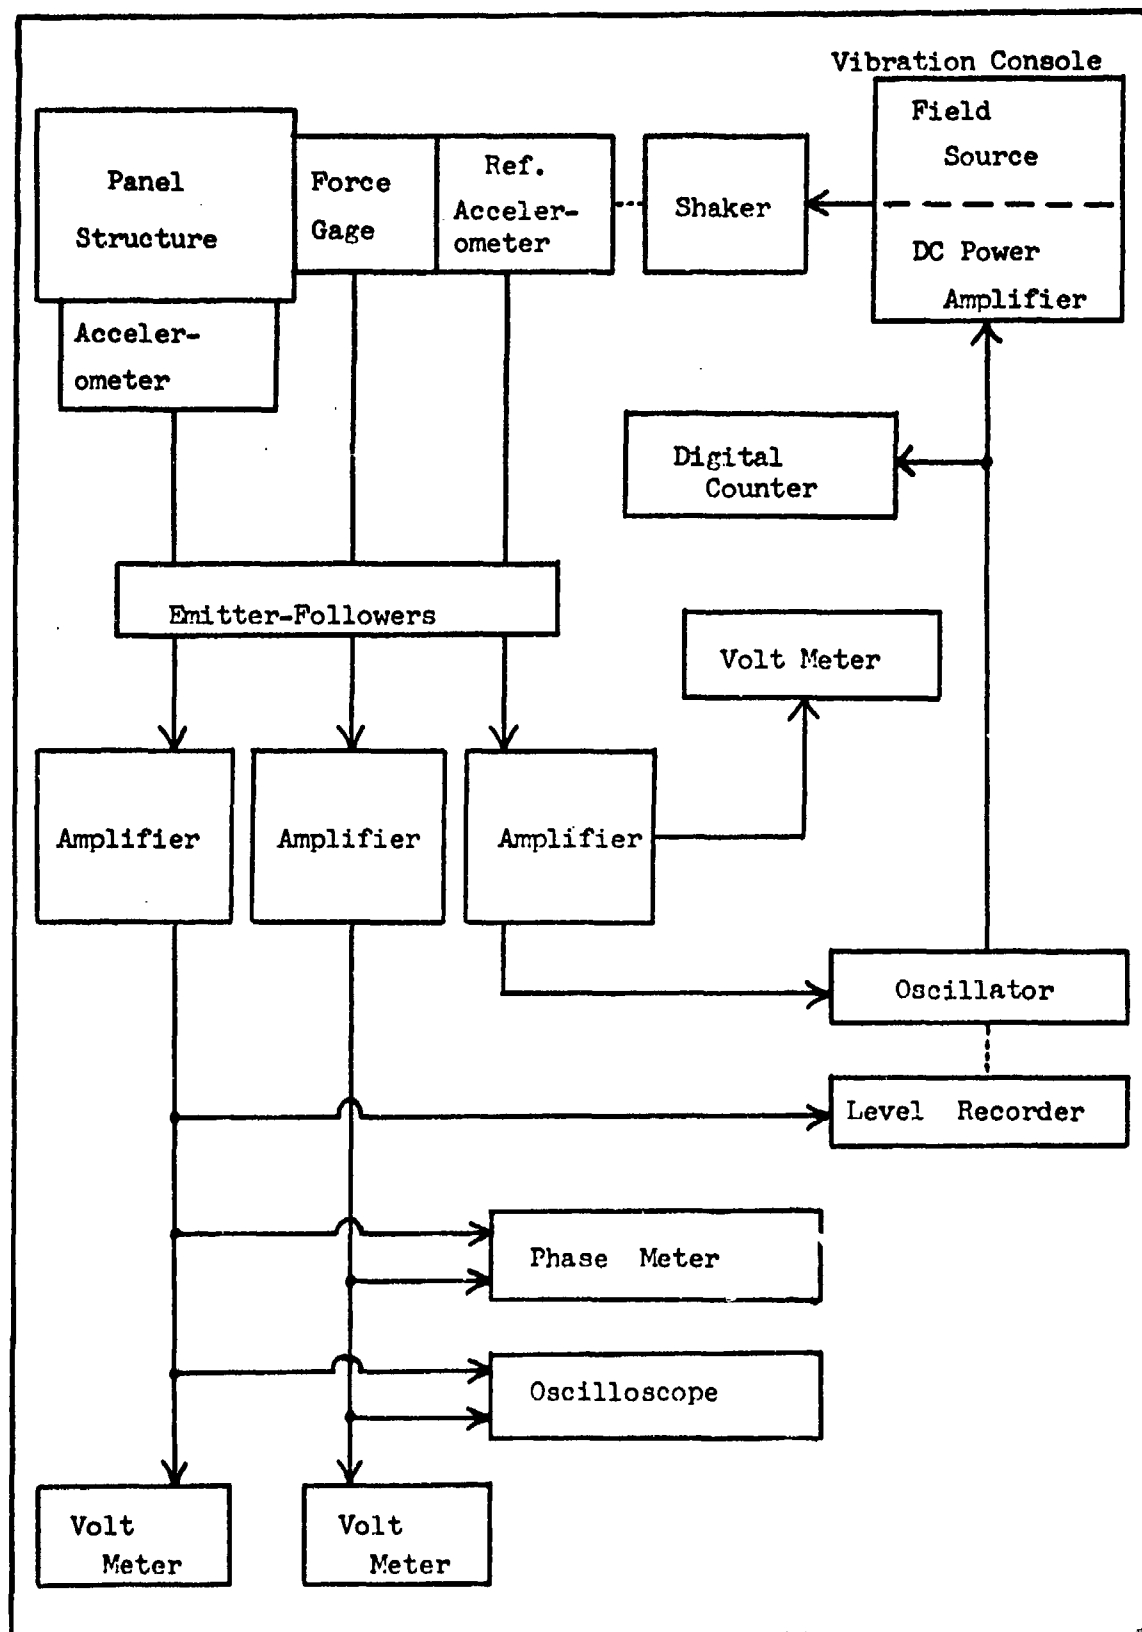 Vibration Console
Field
Source
DC Power
Amplifier
Panel
Structure
Force
Gage
Ref.
Acceler-
ometer
Shaker
Acceler-
ometer
Digital
Counter
Emitter-Followers
Volt Meter
Amplifier
Amplifier
Amplifier
Oscillator
Level Recorder
Phase Meter
Oscilloscope
Volt
Meter
Volt
Meter